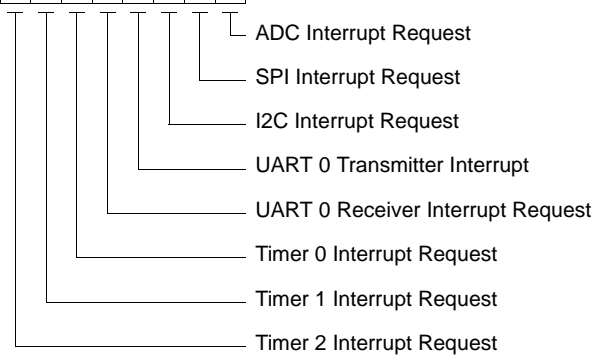 ADC Interrupt Request
SPI Interrupt Request
I2C Interrupt Request
UART 0 Transmitter Interrupt
UART 0 Receiver Interrupt Request
Timer 0 Interrupt Request
Timer 1 Interrupt Request
Timer 2 Interrupt Request